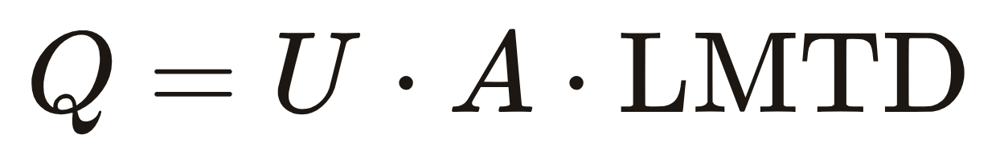 Q = U · A · LMTD